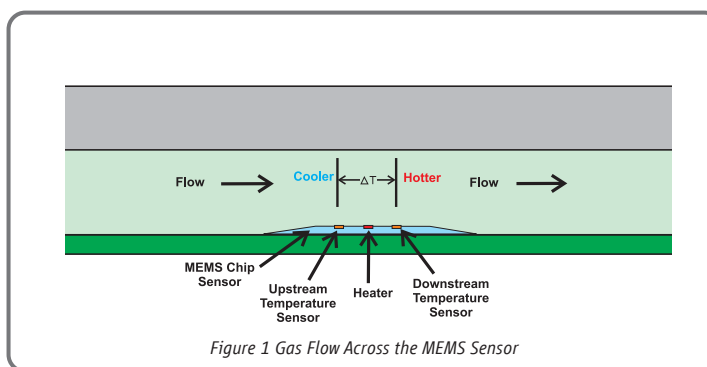 Cooler
ΔT
Hotter
Flow
Flow
MEMS Chip
Sensor
Upstream
Temperature
Sensor
Heater
Downstream
Temperature
Sensor
Figure 1 Gas Flow Across the MEMS Sensor